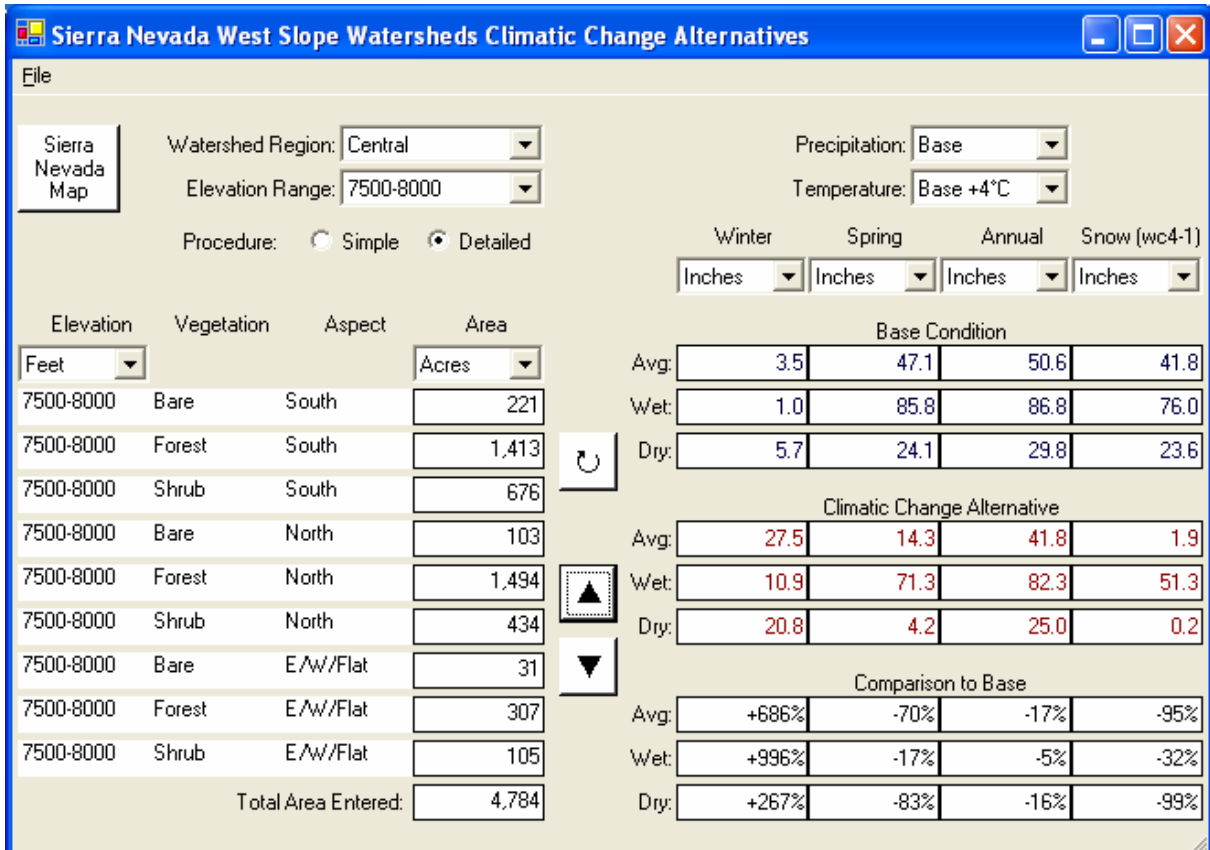 Sierra Nevada West Slope Watersheds Climatic Change Alternatives
File
Sierra
Nevada
Map
Watershed Region: Central
Elevation Range: 7500-8000
Procedure: Simple Detailed
Precipitation: Base
Temperature: Base +4°C
Winter Spring Annual Snow (wc4-1)
Inches Inches Inches Inches
Elevation Vegetation Aspect Area
Feet Acres
7500-8000 Bare South 221
7500-8000 Forest South 1,413
7500-8000 Shrub South 676
7500-8000 Bare North 103
7500-8000 Forest North 1,494
7500-8000 Shrub North 434
7500-8000 Bare E/W/Flat 31
7500-8000 Forest E/W/Flat 307
7500-8000 Shrub E/W/Flat 105
Total Area Entered: 4,784
Base Condition
Avg: 3.5 47.1 50.6 41.8
Wet: 1.0 85.8 86.8 76.0
Dry: 5.7 24.1 29.8 23.6
Climatic Change Alternative
Avg: 27.5 14.3 41.8 1.9
Wet: 10.9 71.3 82.3 51.3
Dry: 20.8 4.2 25.0 0.2
Comparison to Base
Avg: +686% -70% -17% -95%
Wet: +996% -17% -5% -32%
Dry: +267% -83% -16% -99%